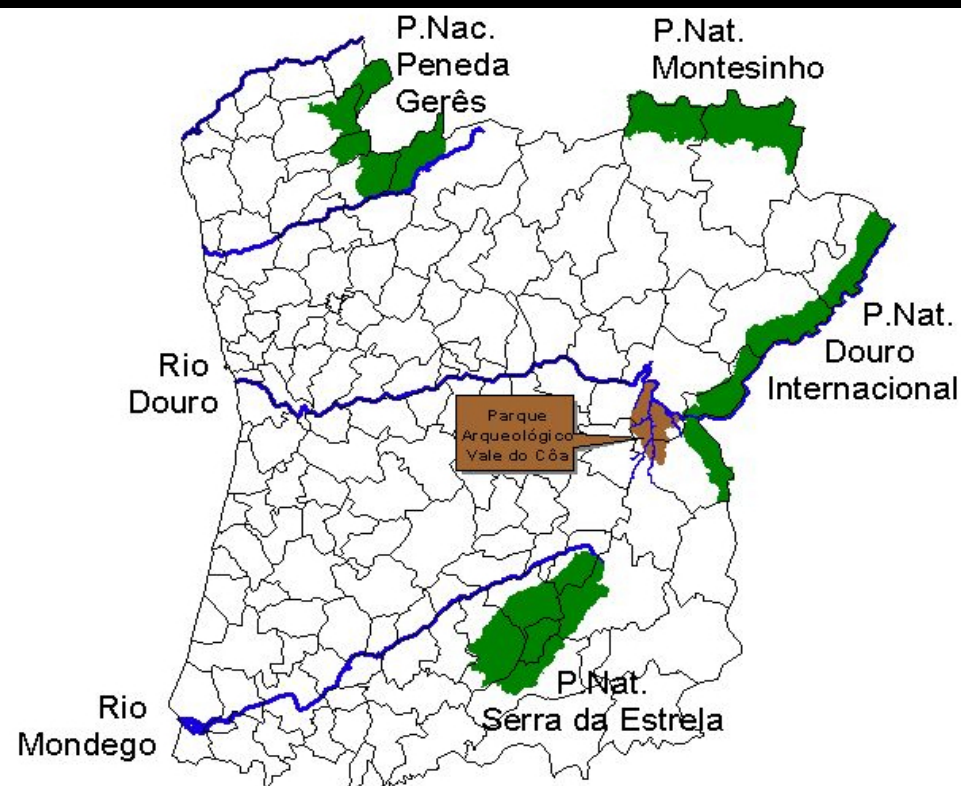 P.Nac.
Peneda
Gerês
P.Nat.
Montesinho
P.Nat.
Douro
Internacional
Rio
Douro
Parque
Arqueológico
Vale do Côa
P.Nat.
Serra da Estrela
Rio
Mondego